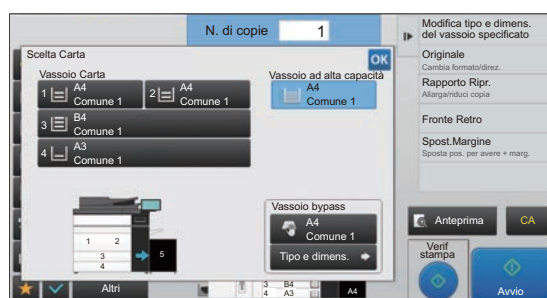 N. di copie 1
Scelta Carta
OK
Vassoio Carta
Vassoio ad alta capacità
1 A4
Comune 1
2 A4
Comune 1
A4
Comune 1
3 B4
Comune 1
4 A3
Comune 1
Vassoio bypass
A4
Comune 1
Tipo e dimens.
1 2
3
4
5
Modifica tipo e dimens.
del vassoio specificato
Originale
Cambia formato/direz.
Rapporto Ripr.
Allarga/riduci copia
Fronte Retro
Spost.Margine
Sposta pos. per avere + marg.
Anteprima
CA
Verif
stampa
Avvio
Altri
3 B4
4 A3
A4